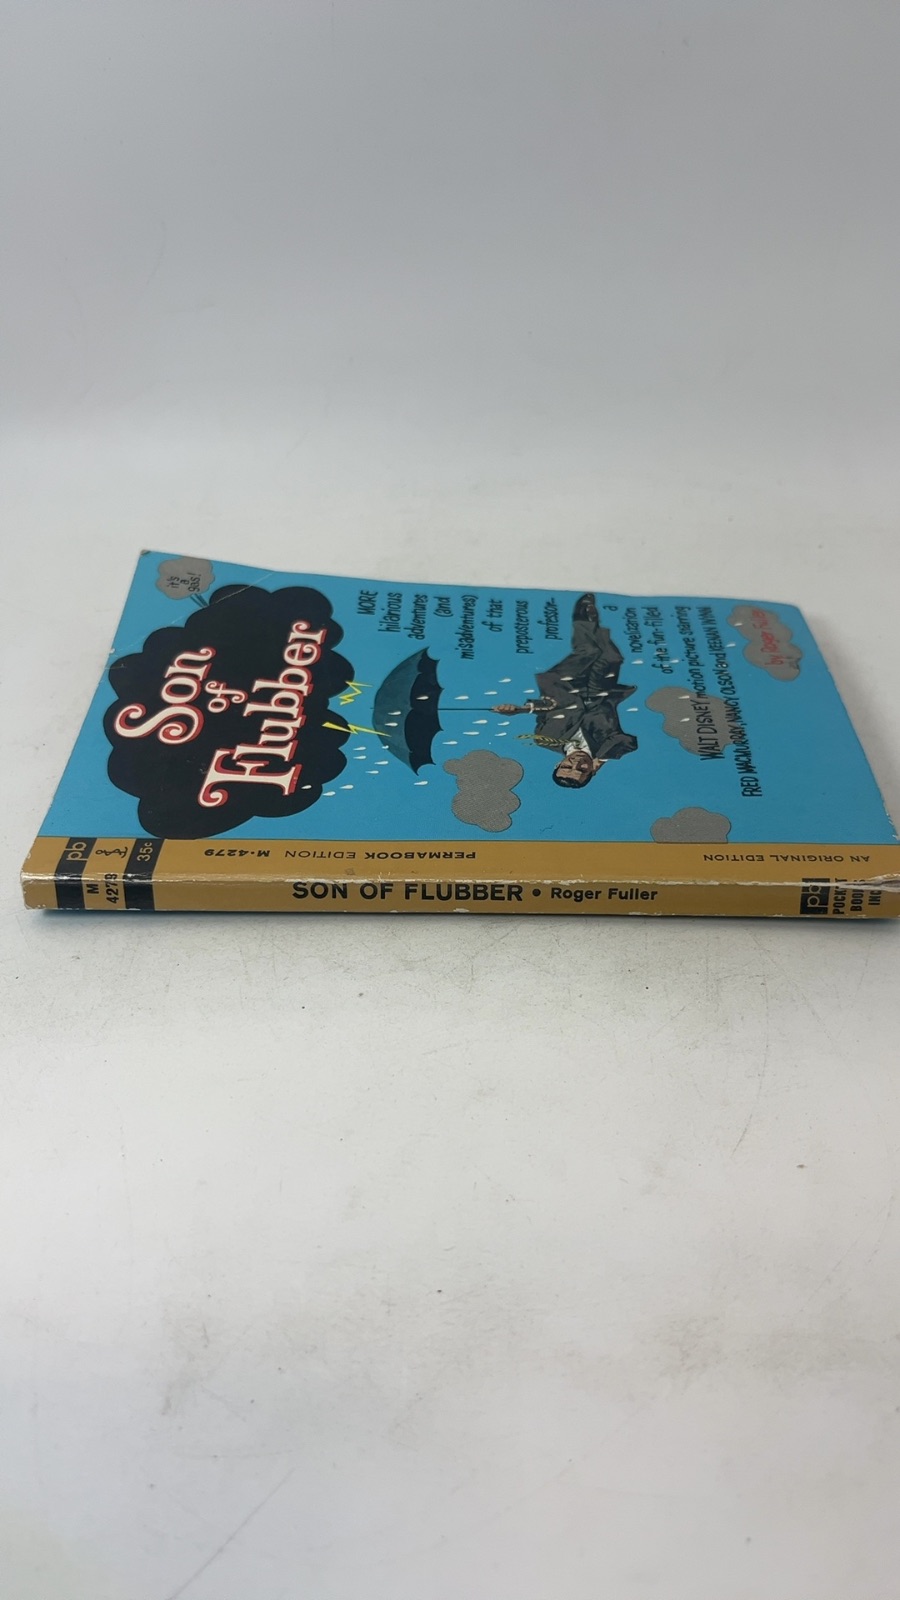 it's
a
gas!
Son
of
Flubber
MORE
hilarious
adventures
(and
misadventures)
of that
preposterous
professor—
a
novelization
of the fun-filled
WALT DISNEY motion picture starring
FRED MACMURRAY, NANCY OLSON and KEENAN WYNN
by Roger Fuller
pb
35c
PERMABOOK EDITION M•4279
AN ORIGINAL EDITION
M
4279
SON OF FLUBBER • Roger Fuller
pb
POCKET
BOOKS
INC